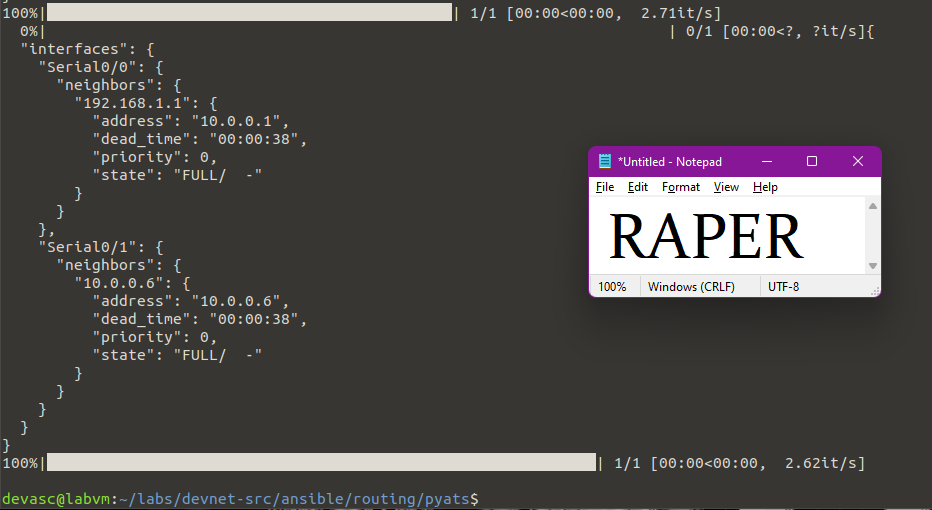 }
100%| | 1/1 [00:00<00:00, 2.71it/s]
0%| | 0/1 [00:00<?, ?it/s]{
"interfaces": {
"Serial0/0": {
"neighbors": {
"192.168.1.1": {
"address": "10.0.0.1",
"dead_time": "00:00:38",
"priority": 0,
"state": "FULL/  -"
}
}
},
"Serial0/1": {
"neighbors": {
"10.0.0.6": {
"address": "10.0.0.6",
"dead_time": "00:00:38",
"priority": 0,
"state": "FULL/  -"
}
}
}
}
}
100%| | 1/1 [00:00<00:00, 2.62it/s]
devasc@labvm:~/labs/devnet-src/ansible/routing/pyats$
*Untitled - Notepad
File Edit Format View Help
RAPER
100% Windows (CRLF) UTF-8